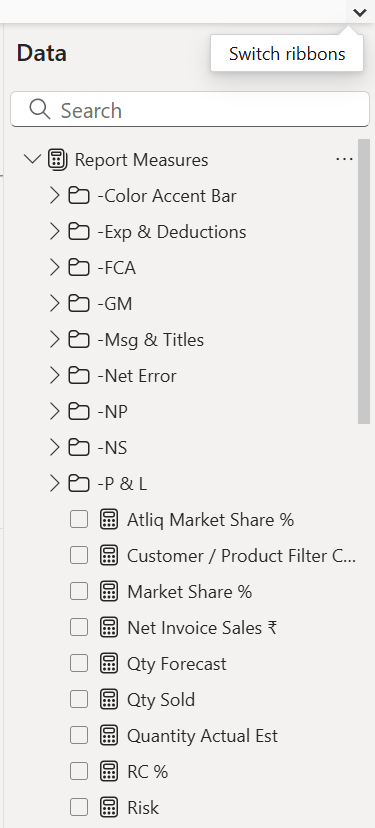 Switch ribbons
Data
Search
Report Measures
-Color Accent Bar
-Exp & Deductions
-FCA
-GM
-Msg & Titles
-Net Error
-NP
-NS
-P & L
Atliq Market Share %
Customer / Product Filter C...
Market Share %
Net Invoice Sales ₹
Qty Forecast
Qty Sold
Quantity Actual Est
RC %
Risk